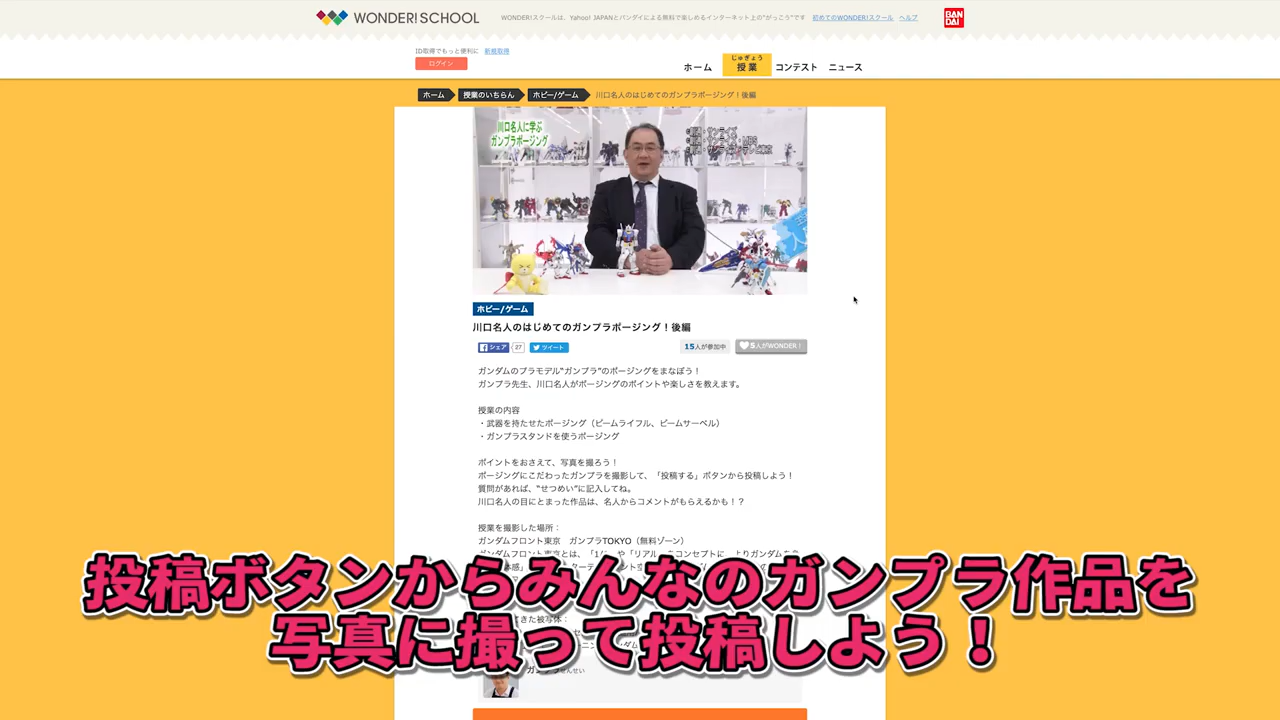 WONDER!SCHOOL
WONDER!スクールは、Yahoo! JAPANとバンダイによる無料で楽しめるインターネット上の"がっこう"です 初めてのWONDER!スクール ヘルプ
BAN
DAI
ID取得でもっと便利に 新規取得
ログイン
じゅぎょう
ホーム 授業 コンテスト ニュース
ホーム 授業のいちらん ホビー/ゲーム 川口名人のはじめてのガンプラポージング！後編
川口名人に学ぶ
ガンプラポージング
ホビー/ゲーム
川口名人のはじめてのガンプラポージング！後編
シェア 27 ツイート 15人が参加中 5人がWONDER！
ガンダムのプラモデル"ガンプラ"のポージングをまなぼう！
ガンプラ先生、川口名人がポージングのポイントや楽しさを教えます。
授業の内容
・武器を持たせたポージング（ビームライフル、ビームサーベル）
・ガンプラスタンドを使うポージング
ポイントをおさえて、写真を撮ろう！
ポージングにこだわったガンプラを撮影して、「投稿する」ボタンから投稿しよう！
質問があれば、"せつめい"に記入してね。
川口名人の目にとまった作品は、名人からコメントがもらえるかも！？
授業を撮影した場所：
ガンダムフロント東京 ガンプラTOKYO（無料ゾーン）
投稿ボタンからみんなのガンプラ作品を
写真に撮って投稿しよう！